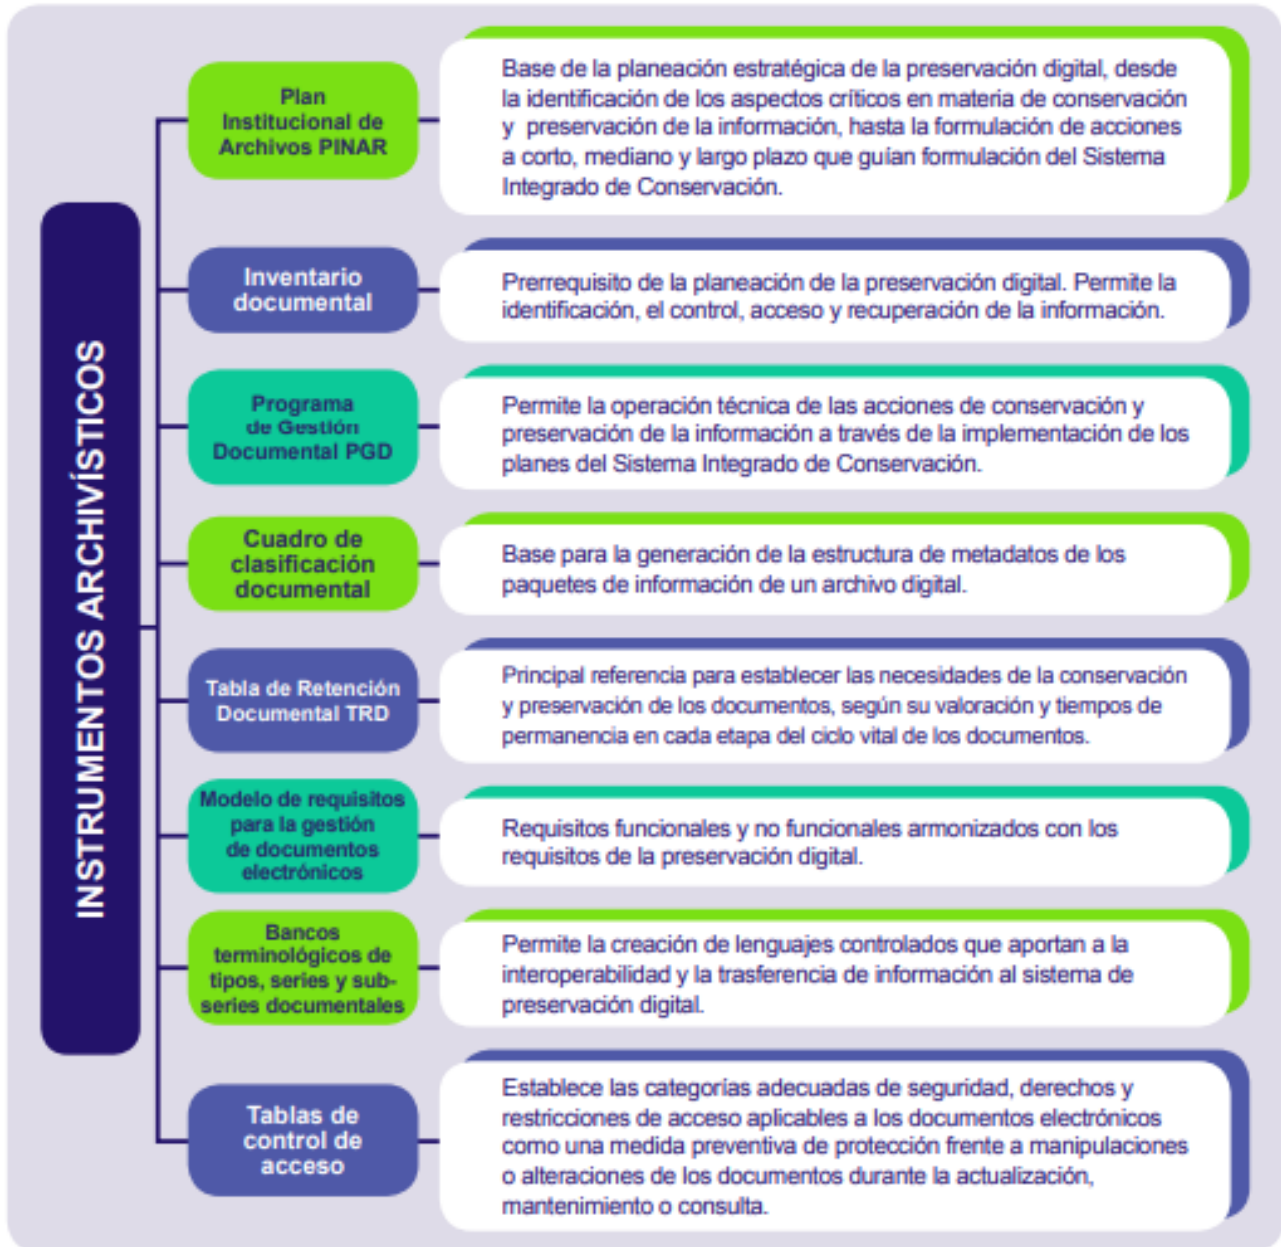 INSTRUMENTOS ARCHIVÍSTICOS
Plan
Institucional de
Archivos PINAR
Base de la planeación estratégica de la preservación digital, desde
la identificación de los aspectos críticos en materia de conservación
y preservación de la información, hasta la formulación de acciones
a corto, mediano y largo plazo que guían formulación del Sistema
Integrado de Conservación.
Inventario
documental
Prerrequisito de la planeación de la preservación digital. Permite la
identificación, el control, acceso y recuperación de la información.
Programa
de Gestión
Documental PGD
Permite la operación técnica de las acciones de conservación y
preservación de la información a través de la implementación de los
planes del Sistema Integrado de Conservación.
Cuadro de
clasificación
documental
Base para la generación de la estructura de metadatos de los
paquetes de información de un archivo digital.
Tabla de Retención
Documental TRD
Principal referencia para establecer las necesidades de la conservación
y preservación de los documentos, según su valoración y tiempos de
permanencia en cada etapa del ciclo vital de los documentos.
Modelo de requisitos
para la gestión
de documentos
electrónicos
Requisitos funcionales y no funcionales armonizados con los
requisitos de la preservación digital.
Bancos
terminológicos de
tipos, series y sub-
series documentales
Permite la creación de lenguajes controlados que aportan a la
interoperabilidad y la trasferencia de información al sistema de
preservación digital.
Tablas de
control de
acceso
Establece las categorías adecuadas de seguridad, derechos y
restricciones de acceso aplicables a los documentos electrónicos
como una medida preventiva de protección frente a manipulaciones
o alteraciones de los documentos durante la actualización,
mantenimiento o consulta.